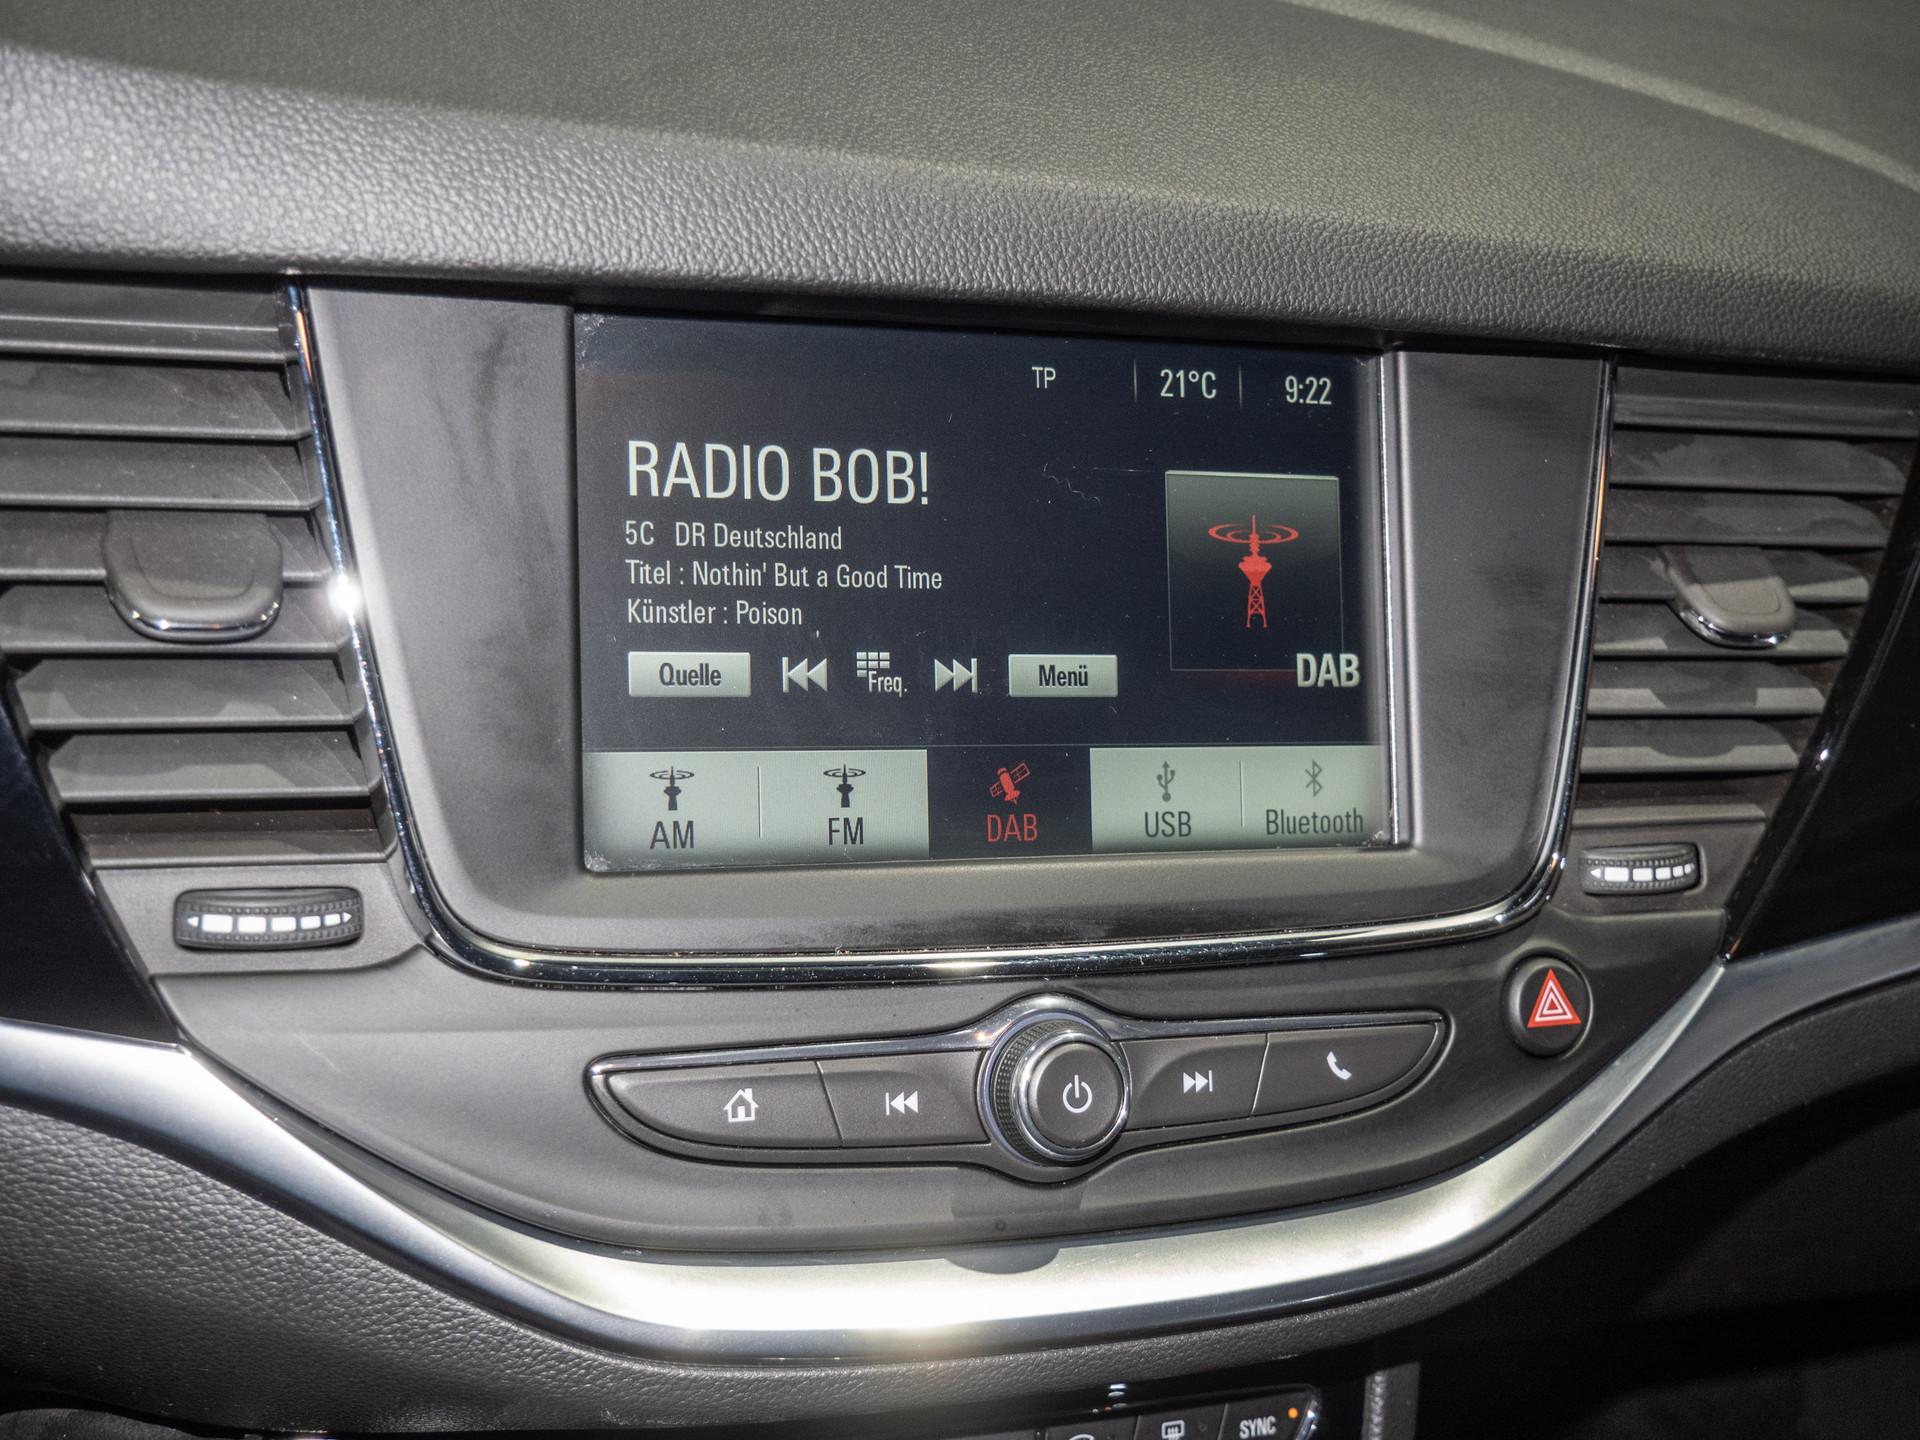 TP 21°C 9:22
RADIO BOB!
5C DR Deutschland
Titel : Nothin' But a Good Time
Künstler : Poison
Quelle Freq. Menü
DAB
AM FM DAB USB Bluetooth
SYNC